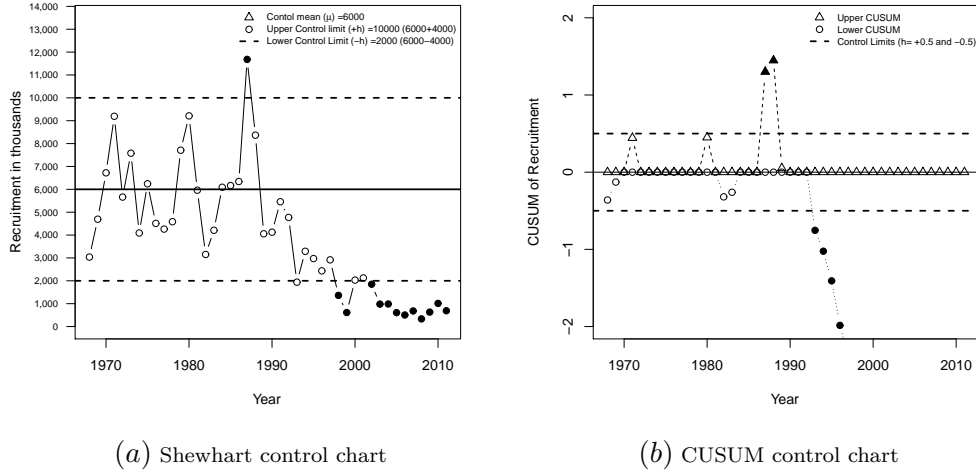 14,000
13,000
12,000
11,000
10,000
9,000
8,000
7,000
6,000
5,000
4,000
3,000
2,000
1,000
0
Recruitment in thousands
Contol mean (μ) =6000
Upper Control limit (+h) =10000 (6000+4000)
Lower Control Limit (−h) =2000 (6000−4000)
1970 1980 1990 2000 2010
Year
(a) Shewhart control chart
2
1
0
−1
−2
CUSUM of Recruitment
Upper CUSUM
Lower CUSUM
Control Limits (h= +0.5 and −0.5)
1970 1980 1990 2000 2010
Year
(b) CUSUM control chart